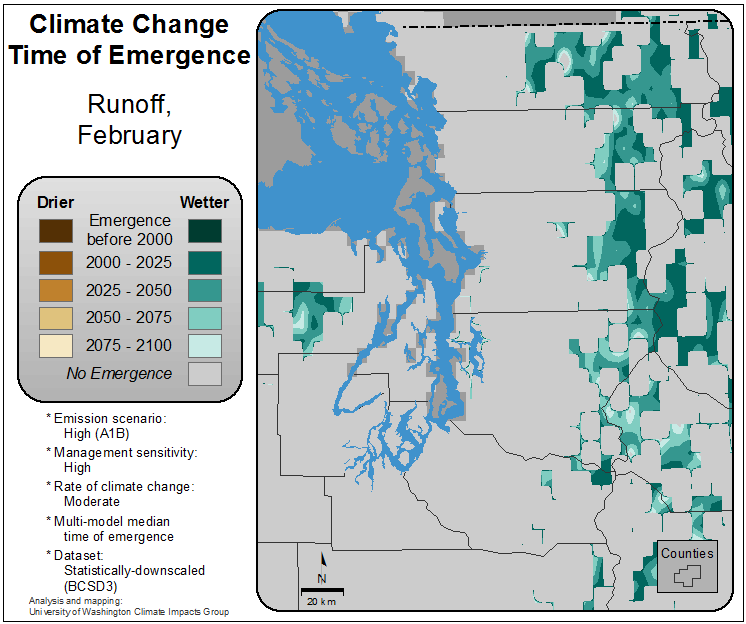 Climate Change
Time of Emergence
Runoff,
February
Drier Wetter
Emergence
before 2000
2000 - 2025
2025 - 2050
2050 - 2075
2075 - 2100
No Emergence
* Emission scenario:
High (A1B)
* Management sensitivity:
High
* Rate of climate change:
Moderate
* Multi-model median
time of emergence
* Dataset:
Statistically-downscaled
(BCSD3)
Analysis and mapping:
University of Washington Climate Impacts Group
N
20 km
Counties